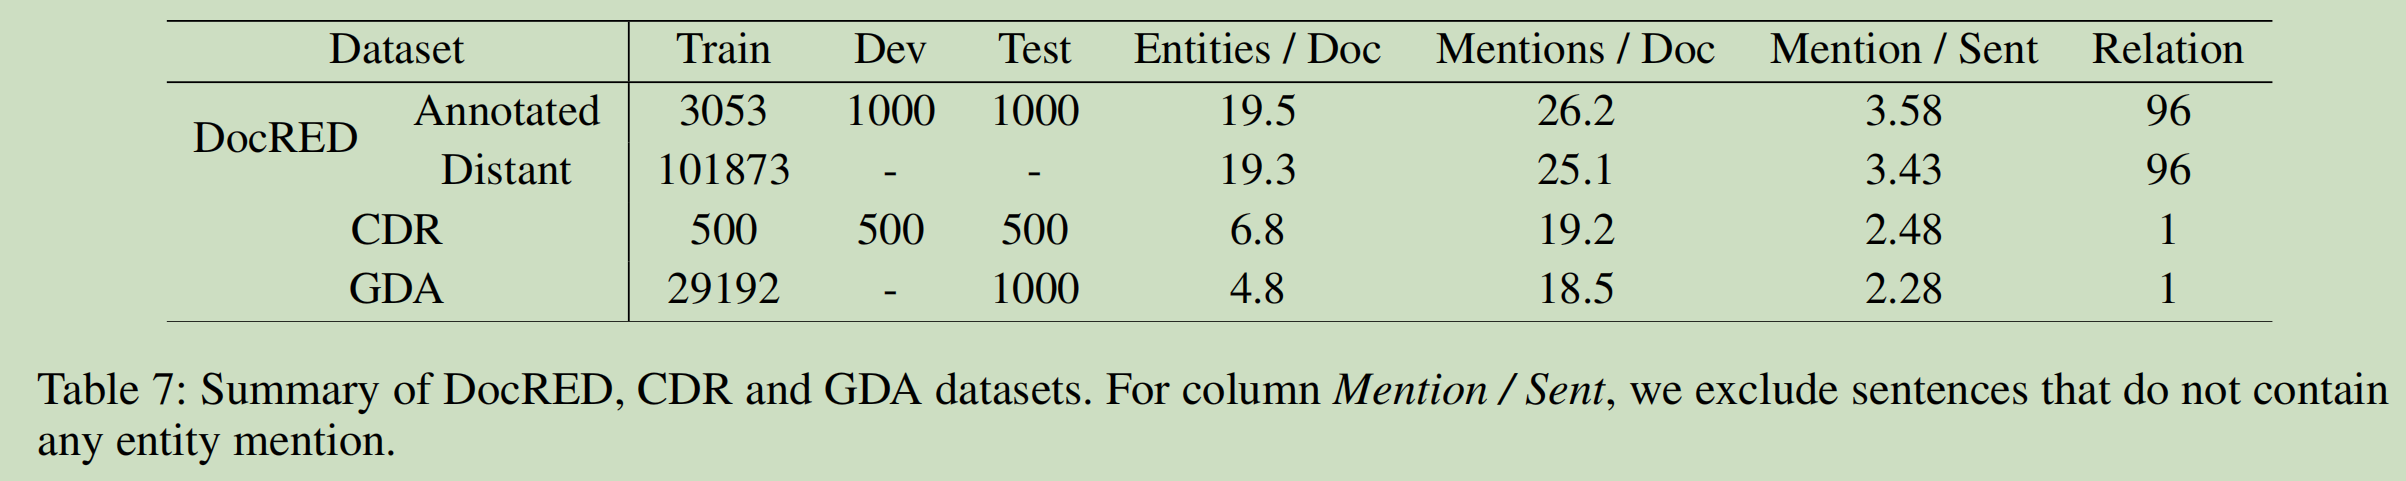 Dataset Train Dev Test Entities / Doc Mentions / Doc Mention / Sent Relation
DocRED Annotated 3053 1000 1000 19.5 26.2 3.58 96
Distant 101873 - - 19.3 25.1 3.43 96
CDR 500 500 500 6.8 19.2 2.48 1
GDA 29192 - 1000 4.8 18.5 2.28 1
Table 7: Summary of DocRED, CDR and GDA datasets. For column Mention / Sent, we exclude sentences that do not contain
any entity mention.